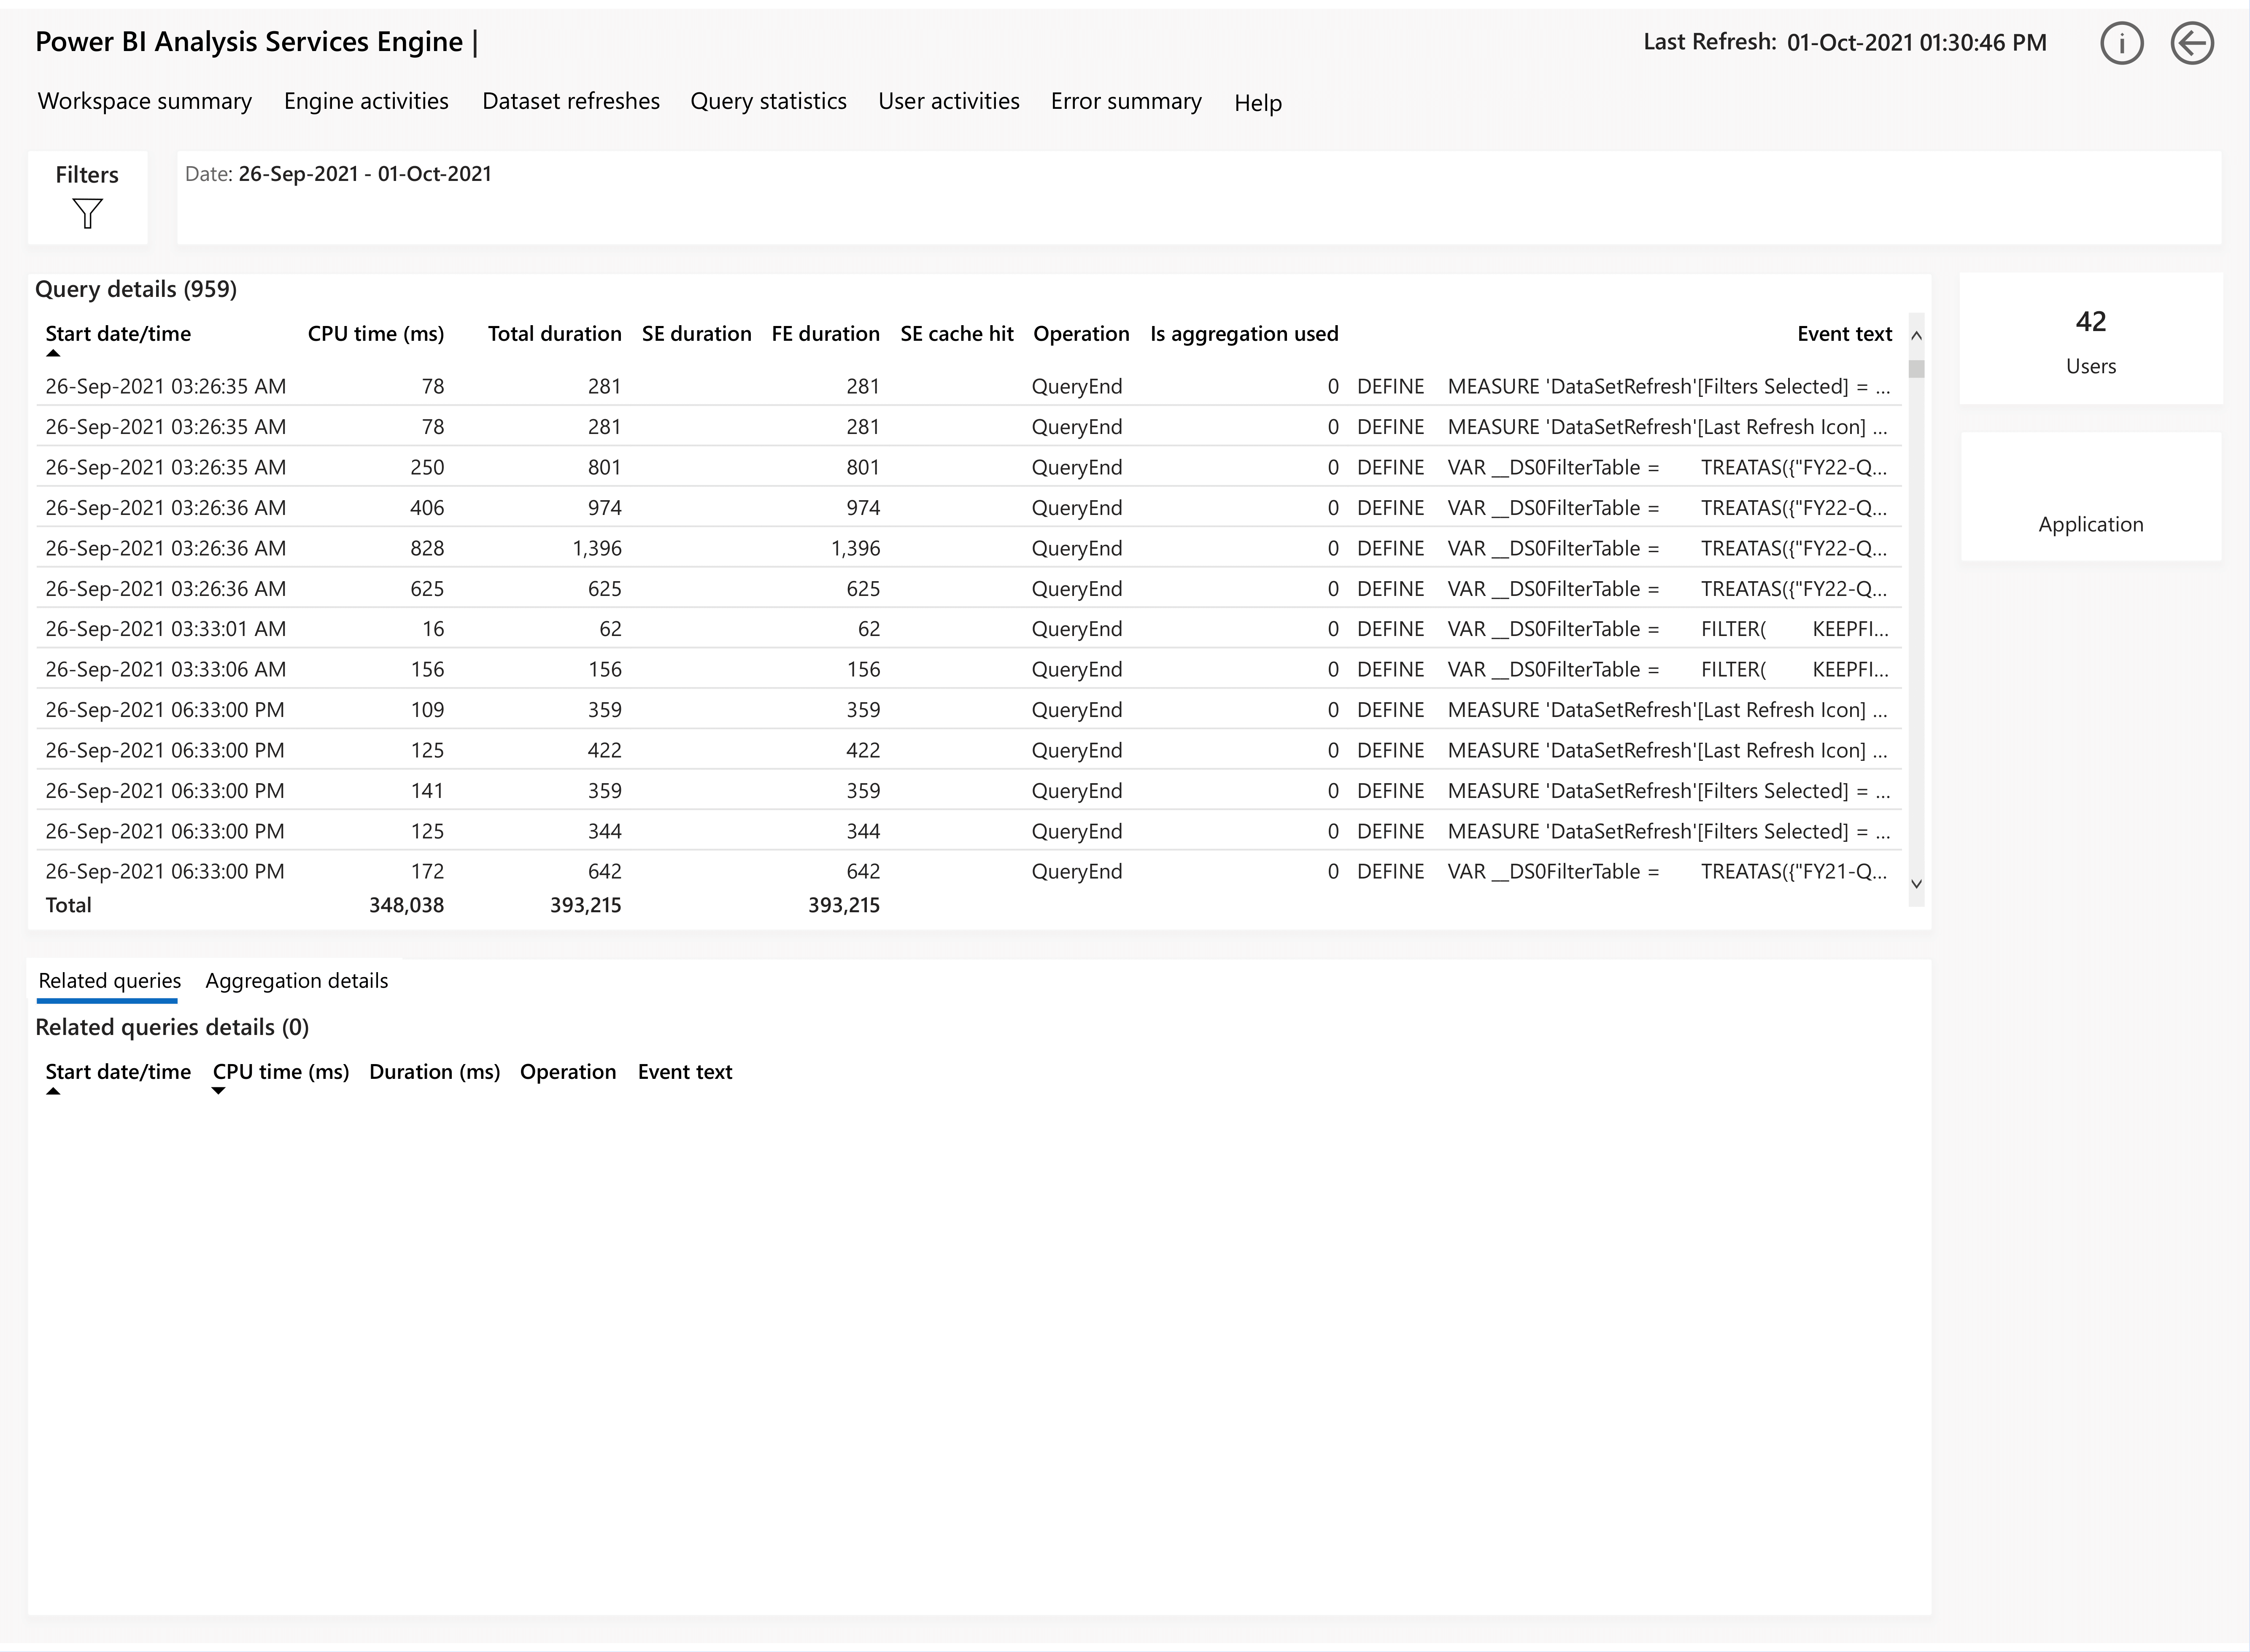 Power BI Analysis Services Engine |
Last Refresh: 01-Oct-2021 01:30:46 PM
Workspace summary Engine activities Dataset refreshes Query statistics User activities Error summary Help
Filters
Date: 26-Sep-2021 - 01-Oct-2021
Query details (959)
Start date/time CPU time (ms) Total duration SE duration FE duration SE cache hit Operation Is aggregation used Event text
26-Sep-2021 03:26:35 AM 78 281 281 QueryEnd 0 DEFINE MEASURE 'DataSetRefresh'[Filters Selected] = ...
26-Sep-2021 03:26:35 AM 78 281 281 QueryEnd 0 DEFINE MEASURE 'DataSetRefresh'[Last Refresh Icon] ...
26-Sep-2021 03:26:35 AM 250 801 801 QueryEnd 0 DEFINE VAR __DS0FilterTable = TREATAS({"FY22-Q...
26-Sep-2021 03:26:36 AM 406 974 974 QueryEnd 0 DEFINE VAR __DS0FilterTable = TREATAS({"FY22-Q...
26-Sep-2021 03:26:36 AM 828 1,396 1,396 QueryEnd 0 DEFINE VAR __DS0FilterTable = TREATAS({"FY22-Q...
26-Sep-2021 03:26:36 AM 625 625 625 QueryEnd 0 DEFINE VAR __DS0FilterTable = TREATAS({"FY22-Q...
26-Sep-2021 03:33:01 AM 16 62 62 QueryEnd 0 DEFINE VAR __DS0FilterTable = FILTER( KEEPFI...
26-Sep-2021 03:33:06 AM 156 156 156 QueryEnd 0 DEFINE VAR __DS0FilterTable = FILTER( KEEPFI...
26-Sep-2021 06:33:00 PM 109 359 359 QueryEnd 0 DEFINE MEASURE 'DataSetRefresh'[Last Refresh Icon] ...
26-Sep-2021 06:33:00 PM 125 422 422 QueryEnd 0 DEFINE MEASURE 'DataSetRefresh'[Last Refresh Icon] ...
26-Sep-2021 06:33:00 PM 141 359 359 QueryEnd 0 DEFINE MEASURE 'DataSetRefresh'[Filters Selected] = ...
26-Sep-2021 06:33:00 PM 125 344 344 QueryEnd 0 DEFINE MEASURE 'DataSetRefresh'[Filters Selected] = ...
26-Sep-2021 06:33:00 PM 172 642 642 QueryEnd 0 DEFINE VAR __DS0FilterTable = TREATAS({"FY21-Q...
Total 348,038 393,215 393,215
42
Users
Application
Related queries Aggregation details
Related queries details (0)
Start date/time CPU time (ms) Duration (ms) Operation Event text